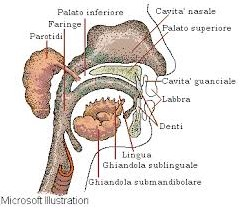 Cavita' nasale
Palato inferiore
Palato superiore
Faringe
Parotidi
Cavita' guanciale
Labbra
Denti
Lingua
Ghiandola sublinguale
Ghiandola submandibolare
Microsoft Illustration